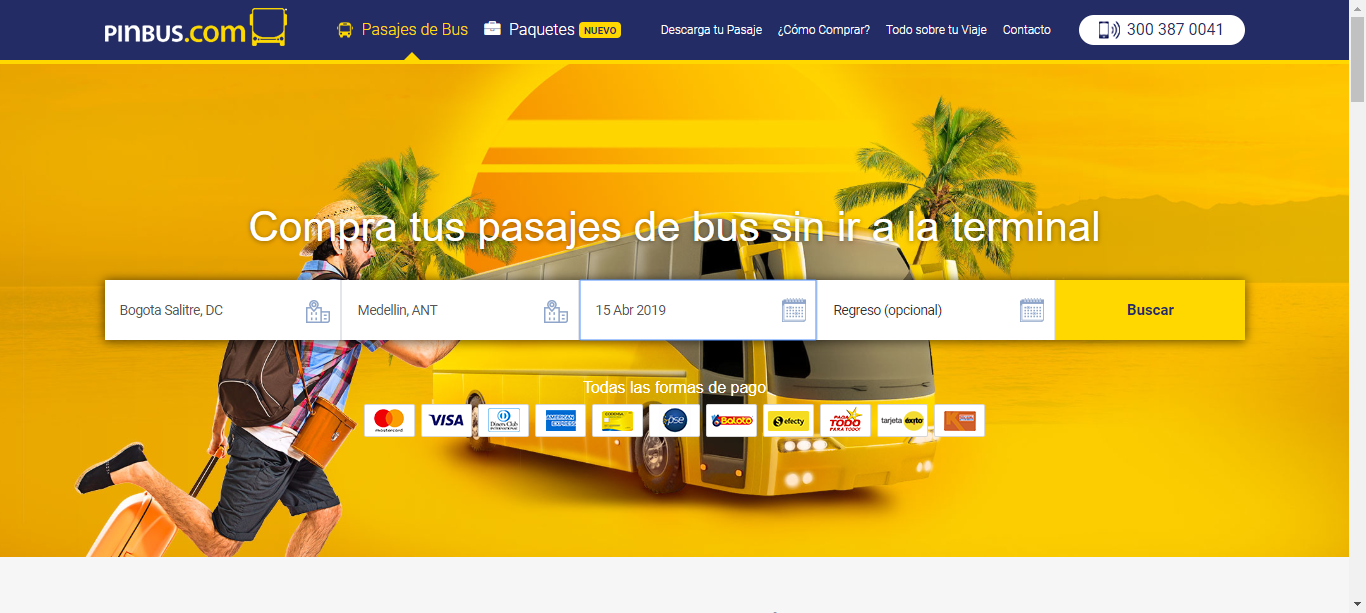 PINBUS.com
Pasajes de Bus
Paquetes NUEVO
Descarga tu Pasaje
¿Cómo Comprar?
Todo sobre tu Viaje
Contacto
300 387 0041
Compra tus pasajes de bus sin ir a la terminal
Bogota Salitre, DC
Medellin, ANT
15 Abr 2019
Regreso (opcional)
Buscar
Todas las formas de pago
mastercard
VISA
Diners Club
INTERNATIONAL
AMERICAN
EXPRESS
CODENSA
pse
Baloto
efecty
PAGA
TODO
PARA TODO!
tarjeta éxito